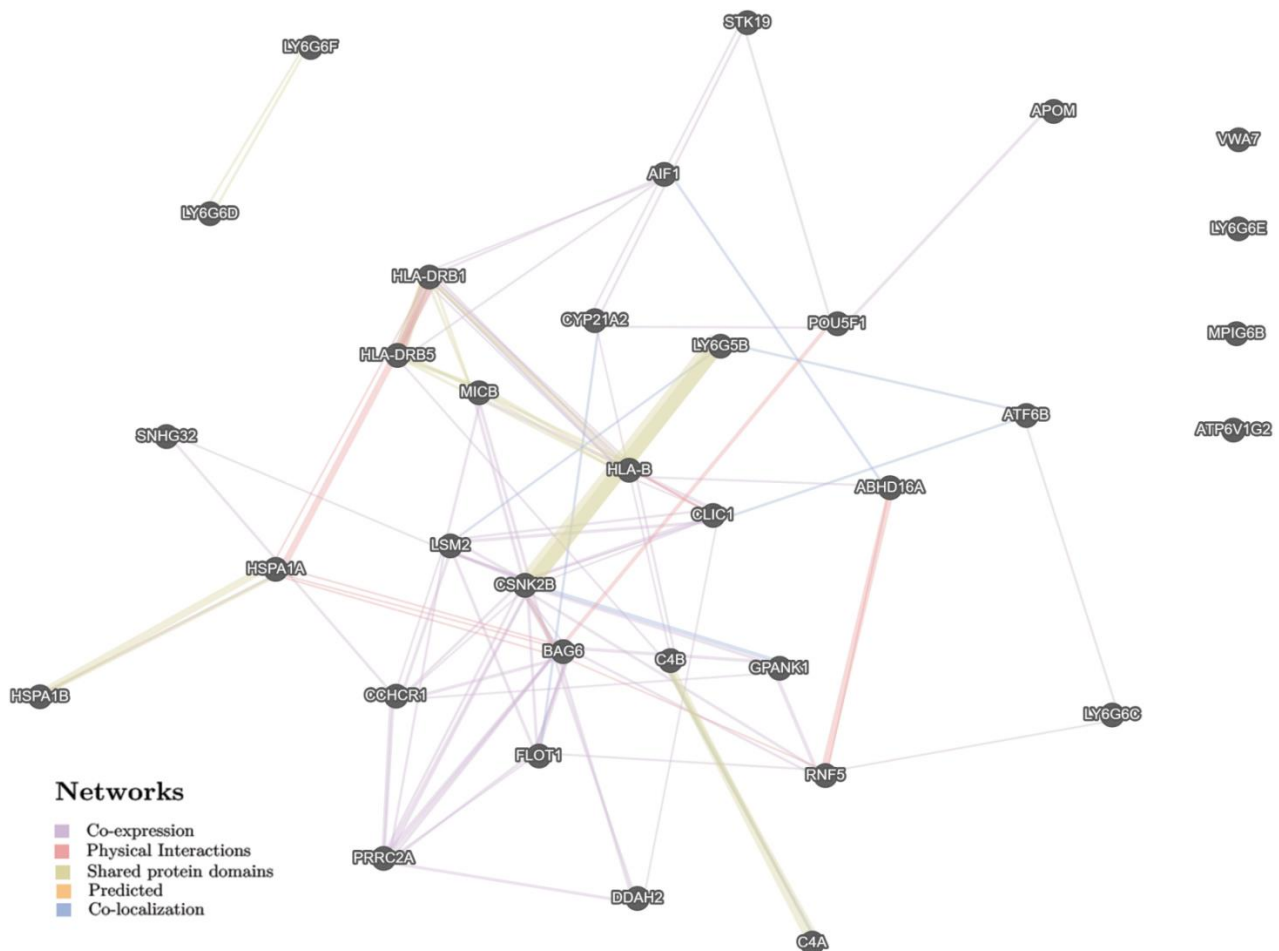 STK19
LY6G6F
APOM
VWA7
AIF1
LY6G6D
LY6G6E
HLA-DRB1
CYP21A2
POU5F1
MPIG6B
LY6G5B
HLA-DRB5
MICB
ATF6B
ATP6V1G2
SNHG32
HLA-B
ABHD16A
CLIC1
LSM2
HSPA1A
CSNK2B
BAG6
C4B
GPANK1
HSPA1B
CCHCR1
LY6G6C
FLOT1
RNF5
Networks
Co-expression
Physical Interactions
Shared protein domains
Predicted
Co-localization
PRRC2A
DDAH2
C4A